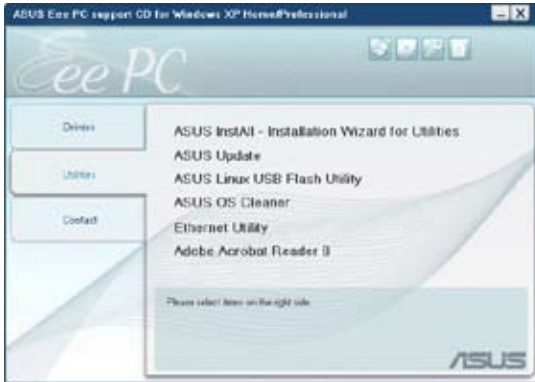 ASUS Eee PC support CD for Windows XP Home/Professional
Eee PC
Drivers
Utilities
Contact
ASUS InstAll - Installation Wizard for Utilities
ASUS Update
ASUS Linux USB Flash Utility
ASUS OS Cleaner
Ethernet Utility
Adobe Acrobat Reader 8
Please select items on the right side.
ASUS